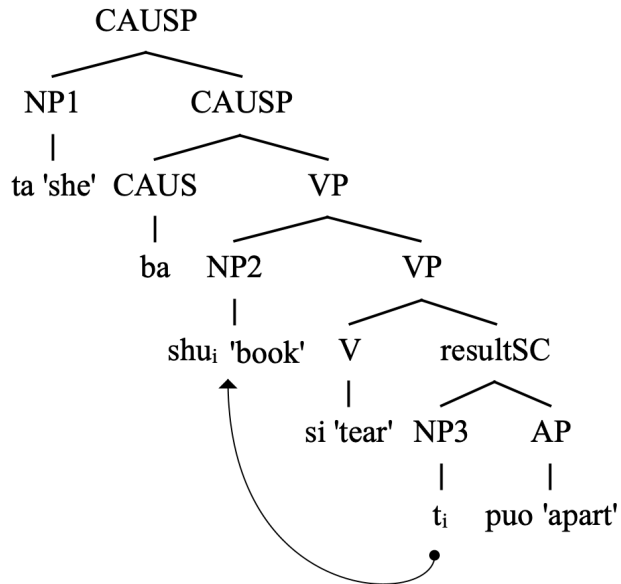 CAUSP
NP1 CAUSP
ta 'she' CAUS VP
ba NP2 VP
shuᵢ 'book' V resultSC
si 'tear' NP3 AP
tᵢ puo 'apart'